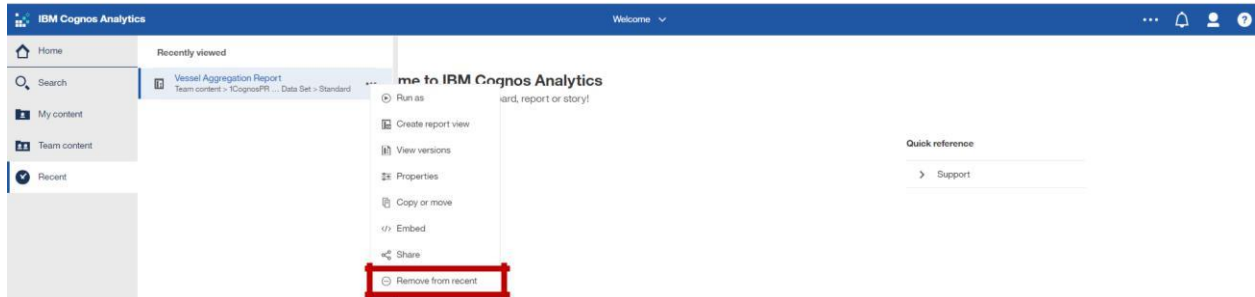 IBM Cognos Analytics
Welcome
Home
Search
My content
Team content
Recent
Recently viewed
Vessel Aggregation Report
Team content > 1CognosPR ... Data Set > Standard
me to IBM Cognos Analytics
ard, report or story!
Run as
Create report view
View versions
Properties
Copy or move
Embed
Share
Remove from recent
Quick reference
Support